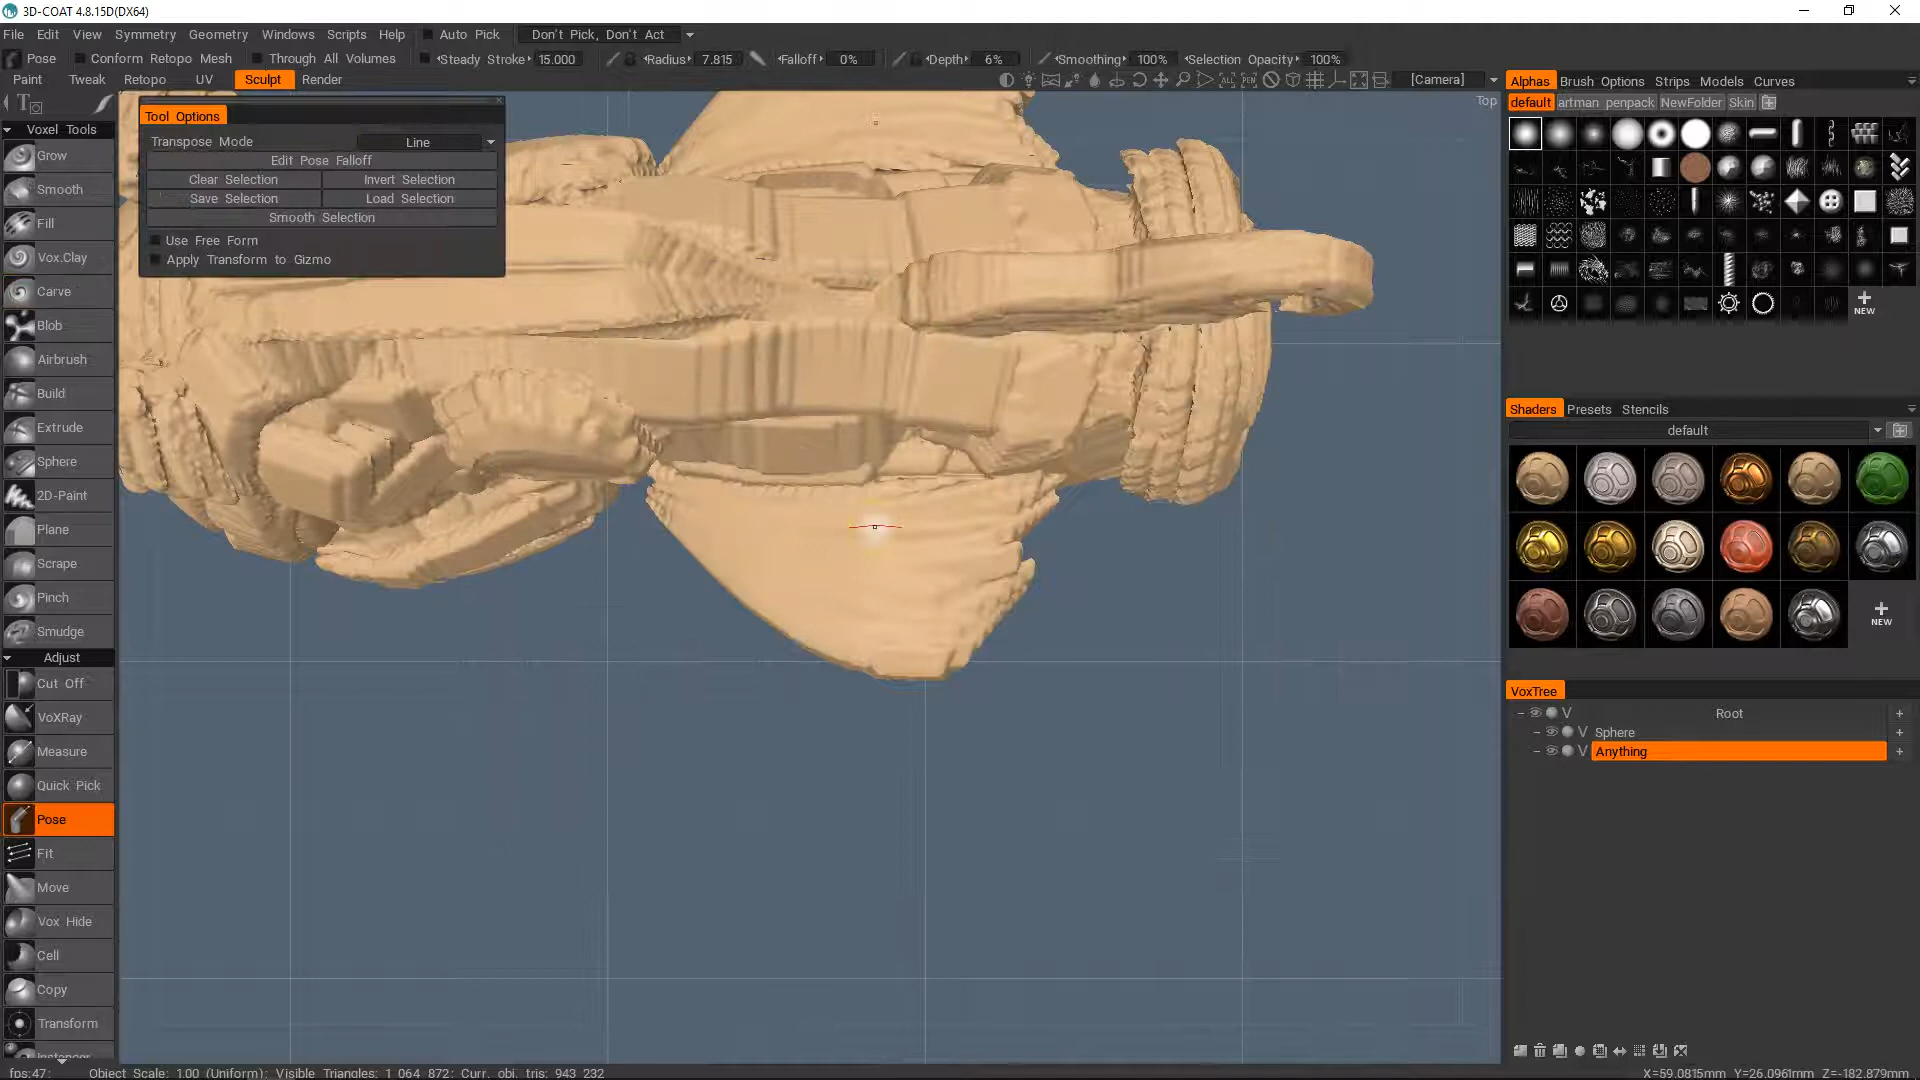 3D-COAT 4.8.15D(DX64)
File Edit View Symmetry Geometry Windows Scripts Help Auto Pick Don't Pick, Don't Act
Pose Conform Retopo Mesh Through All Volumes Steady Stroke 15.000 Radius 7.815 Falloff 0% Depth 6% Smoothing 100% Selection Opacity 100%
Paint Tweak Retopo UV Sculpt Render [Camera]
Alphas Brush Options Strips Models Curves
default artman penpack NewFolder Skin
Top
Tool Options
Transpose Mode Line
Edit Pose Falloff
Clear Selection Invert Selection
Save Selection Load Selection
Smooth Selection
Use Free Form
Apply Transform to Gizmo
Voxel Tools
Grow
Smooth
Fill
Vox.Clay
Carve
Blob
Airbrush
Build
Extrude
Sphere
2D-Paint
Plane
Scrape
Pinch
Smudge
Adjust
Cut Off
VoXRay
Measure
Quick Pick
Pose
Fit
Move
Vox Hide
Cell
Copy
Transform
NEW
Shaders Presets Stencils
default
NEW
VoxTree
V Root +
V Sphere +
V Anything +
fps:47; Object Scale: 1.00 (Uniform); Visible Triangles: 1 064 872; Curr. obj. tris: 943 232
X=59.0815mm Y=26.0961mm Z=-182.879mm